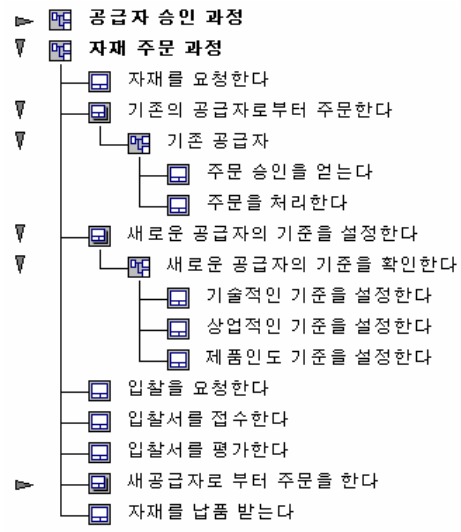 공급자 승인 과정
자재 주문 과정
자재를 요청한다
기존의 공급자로부터 주문한다
기존 공급자
주문 승인을 얻는다
주문을 처리한다
새로운 공급자의 기준을 설정한다
새로운 공급자의 기준을 확인한다
기술적인 기준을 설정한다
상업적인 기준을 설정한다
제품인도 기준을 설정한다
입찰을 요청한다
입찰서를 접수한다
입찰서를 평가한다
새공급자로 부터 주문을 한다
자재를 납품 받는다